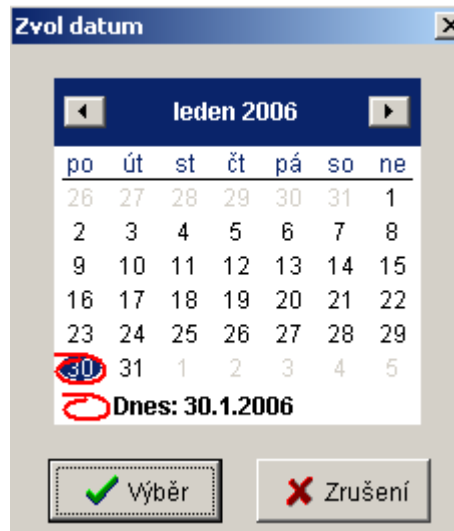 Zvol datum
leden 2006
po út st čt pá so ne
26 27 28 29 30 31 1
2 3 4 5 6 7 8
9 10 11 12 13 14 15
16 17 18 19 20 21 22
23 24 25 26 27 28 29
30 31 1 2 3 4 5
Dnes: 30.1.2006
Výběr Zrušení